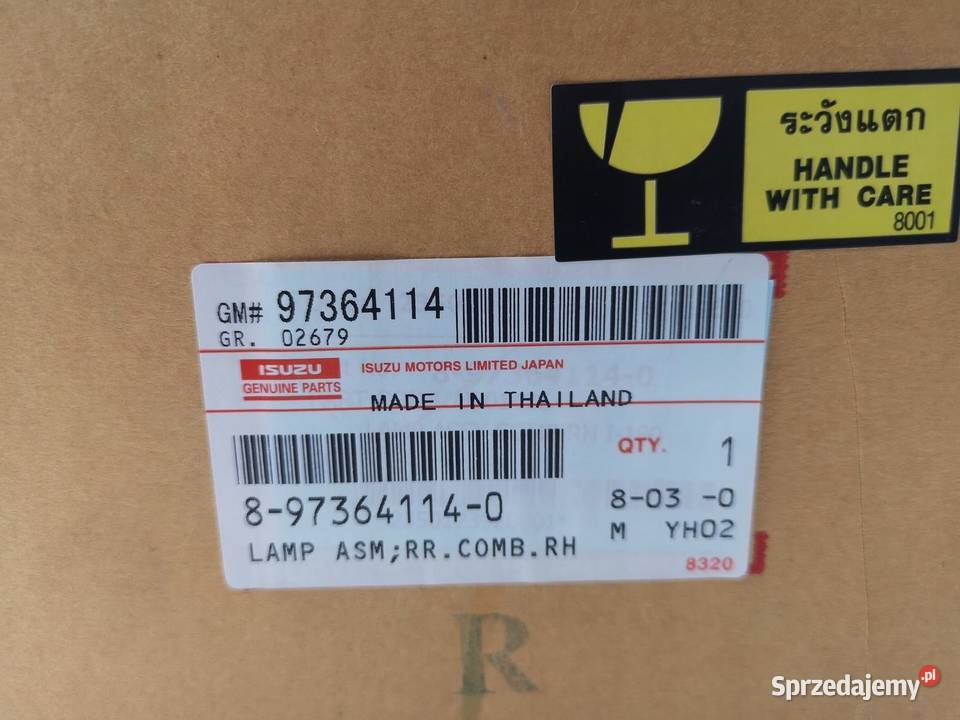 ระวังแตก
HANDLE
WITH CARE
8001
GM# 97364114
GR. 02679
ISUZU
GENUINE PARTS
ISUZU MOTORS LIMITED JAPAN
MADE IN THAILAND
QTY. 1
8-97364114-0
8-03 -0
LAMP ASM;RR.COMB.RH
M YH02
8320
R
Sprzedajemy.pl